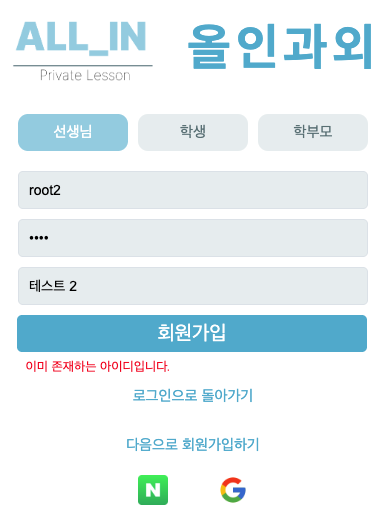 ALL_IN 올인과외
Private Lesson
선생님 학생 학부모
root2
••••
테스트 2
회원가입
이미 존재하는 아이디입니다.
로그인으로 돌아가기
다음으로 회원가입하기
N G